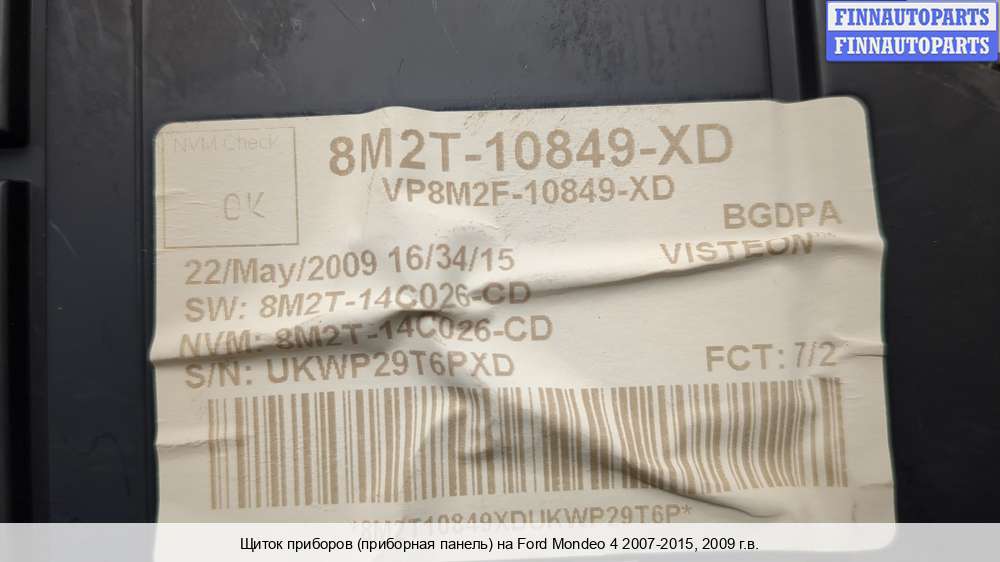 FINNAUTOPARTS
FINNAUTOPARTS
NVM Check
OK
8M2T-10849-XD
VP8M2F-10849-XD
BGDPA
VISTEON™
22/May/2009 16/34/15
SW: 8M2T-14C026-CD
NVM: 8M2T-14C026-CD
S/N: UKWP29T6PXD
FCT: 7/2
*8M2T10849XDUKWP29T6P*
Щиток приборов (приборная панель) на Ford Mondeo 4 2007-2015, 2009 г.в.